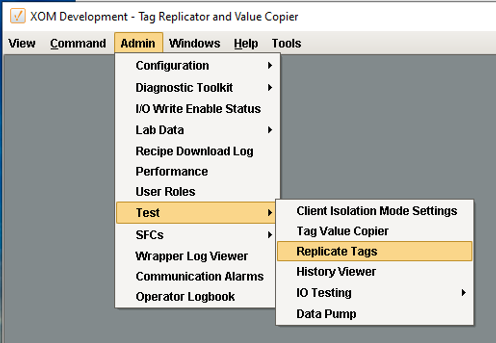 XOM Development - Tag Replicator and Value Copier
View Command Admin Windows Help Tools
Configuration
Diagnostic Toolkit
I/O Write Enable Status
Lab Data
Recipe Download Log
Performance
User Roles
Test
SFCs
Wrapper Log Viewer
Communication Alarms
Operator Logbook
Client Isolation Mode Settings
Tag Value Copier
Replicate Tags
History Viewer
IO Testing
Data Pump